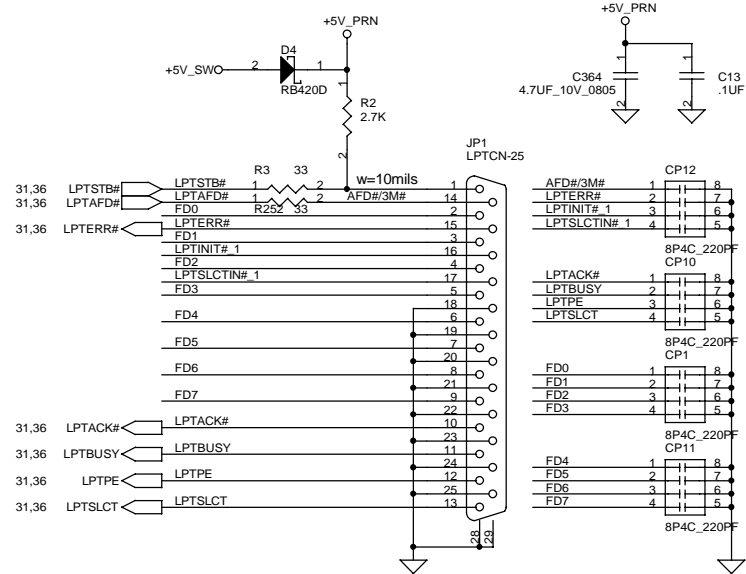 +5V_PRN
+5V_PRN
D4
+5V_SW 2 1
RB420D
1
R2
2.7K
2
1 1
C364
4.7UF_10V_0805
C13
.1UF
2 2
JP1
LPTCN-25
R3 33
w=10mils
31,36 LPTSTB# LPTSTB# 1 2 1
31,36 LPTAFD# LPTAFD# 1 2 AFD#/3M# 14
R252 33
FD0 2
31,36 LPTERR# LPTERR# 15
FD1 3
LPTINIT#_1 16
FD2 4
LPTSLCTIN#_1 17
FD3 5
18
FD4 6
19
FD5 7
20
FD6 8
21
FD7 9
22
31,36 LPTACK# LPTACK# 10
23
31,36 LPTBUSY LPTBUSY 11
24
31,36 LPTPE LPTPE 12
25
31,36 LPTSLCT LPTSLCT 13
28 29
CP12
AFD#/3M# 1 8
LPTERR# 2 7
LPTINIT#_1 3 6
LPTSLCTIN#_1 4 5
8P4C_220PF
CP10
LPTACK# 1 8
LPTBUSY 2 7
LPTPE 3 6
LPTSLCT 4 5
8P4C_220PF
CP1
FD0 1 8
FD1 2 7
FD2 3 6
FD3 4 5
8P4C_220PF
CP11
FD4 1 8
FD5 2 7
FD6 3 6
FD7 4 5
8P4C_220PF